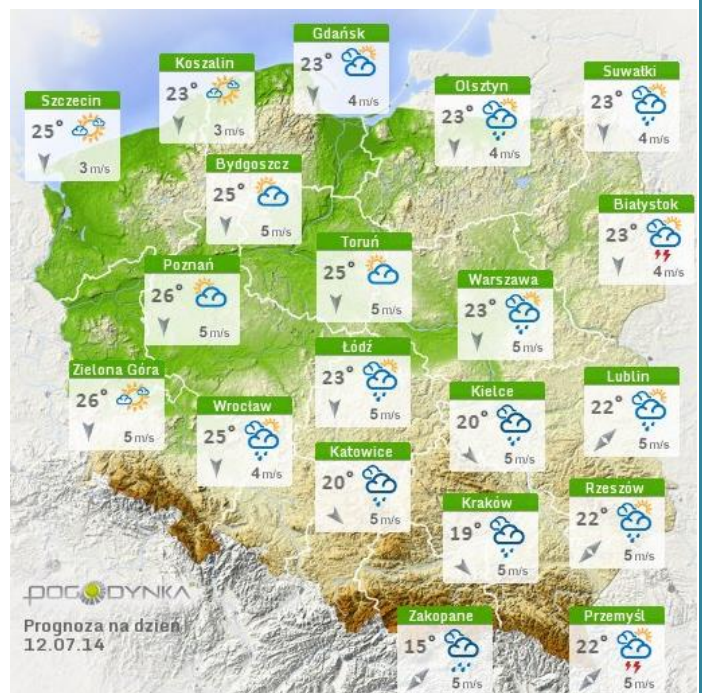 Gdańsk
23°
4 m/s
Koszalin
23°
3 m/s
Suwałki
23°
4 m/s
Olsztyn
23°
4 m/s
Szczecin
25°
3 m/s
Bydgoszcz
25°
5 m/s
Białystok
23°
4 m/s
Toruń
25°
5 m/s
Poznań
26°
5 m/s
Warszawa
23°
5 m/s
Łódź
23°
5 m/s
Zielona Góra
26°
5 m/s
Lublin
22°
5 m/s
Kielce
20°
5 m/s
Wrocław
25°
4 m/s
Katowice
20°
5 m/s
Rzeszów
22°
5 m/s
Kraków
19°
5 m/s
POGODYNKA
Prognoza na dzień
12.07.14
Zakopane
15°
5 m/s
Przemyśl
22°
5 m/s